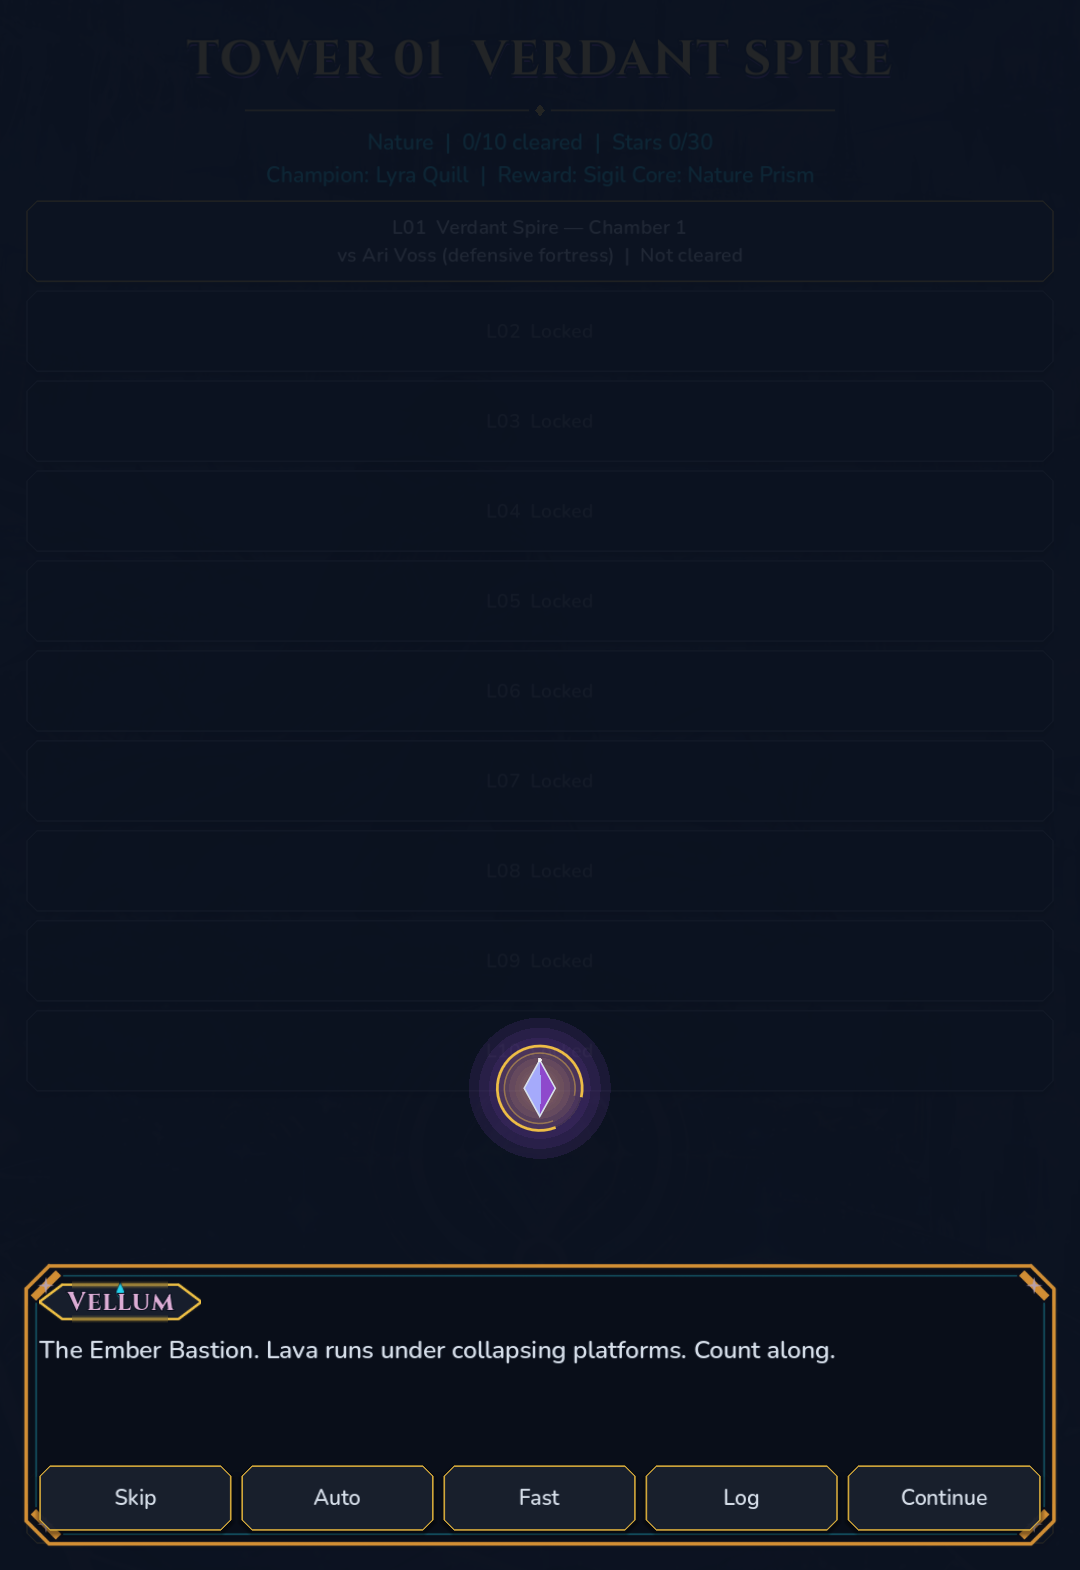 TOWER 01 VERDANT SPIRE
Nature | 0/10 cleared | Stars 0/30
Champion: Lyra Quill | Reward: Sigil Core: Nature Prism
L01 Verdant Spire — Chamber 1
vs Ari Voss (defensive fortress) | Not cleared
L02 Locked
L03 Locked
L04 Locked
L05 Locked
L06 Locked
L07 Locked
L08 Locked
L09 Locked
VELLUM
The Ember Bastion. Lava runs under collapsing platforms. Count along.
Skip
Auto
Fast
Log
Continue